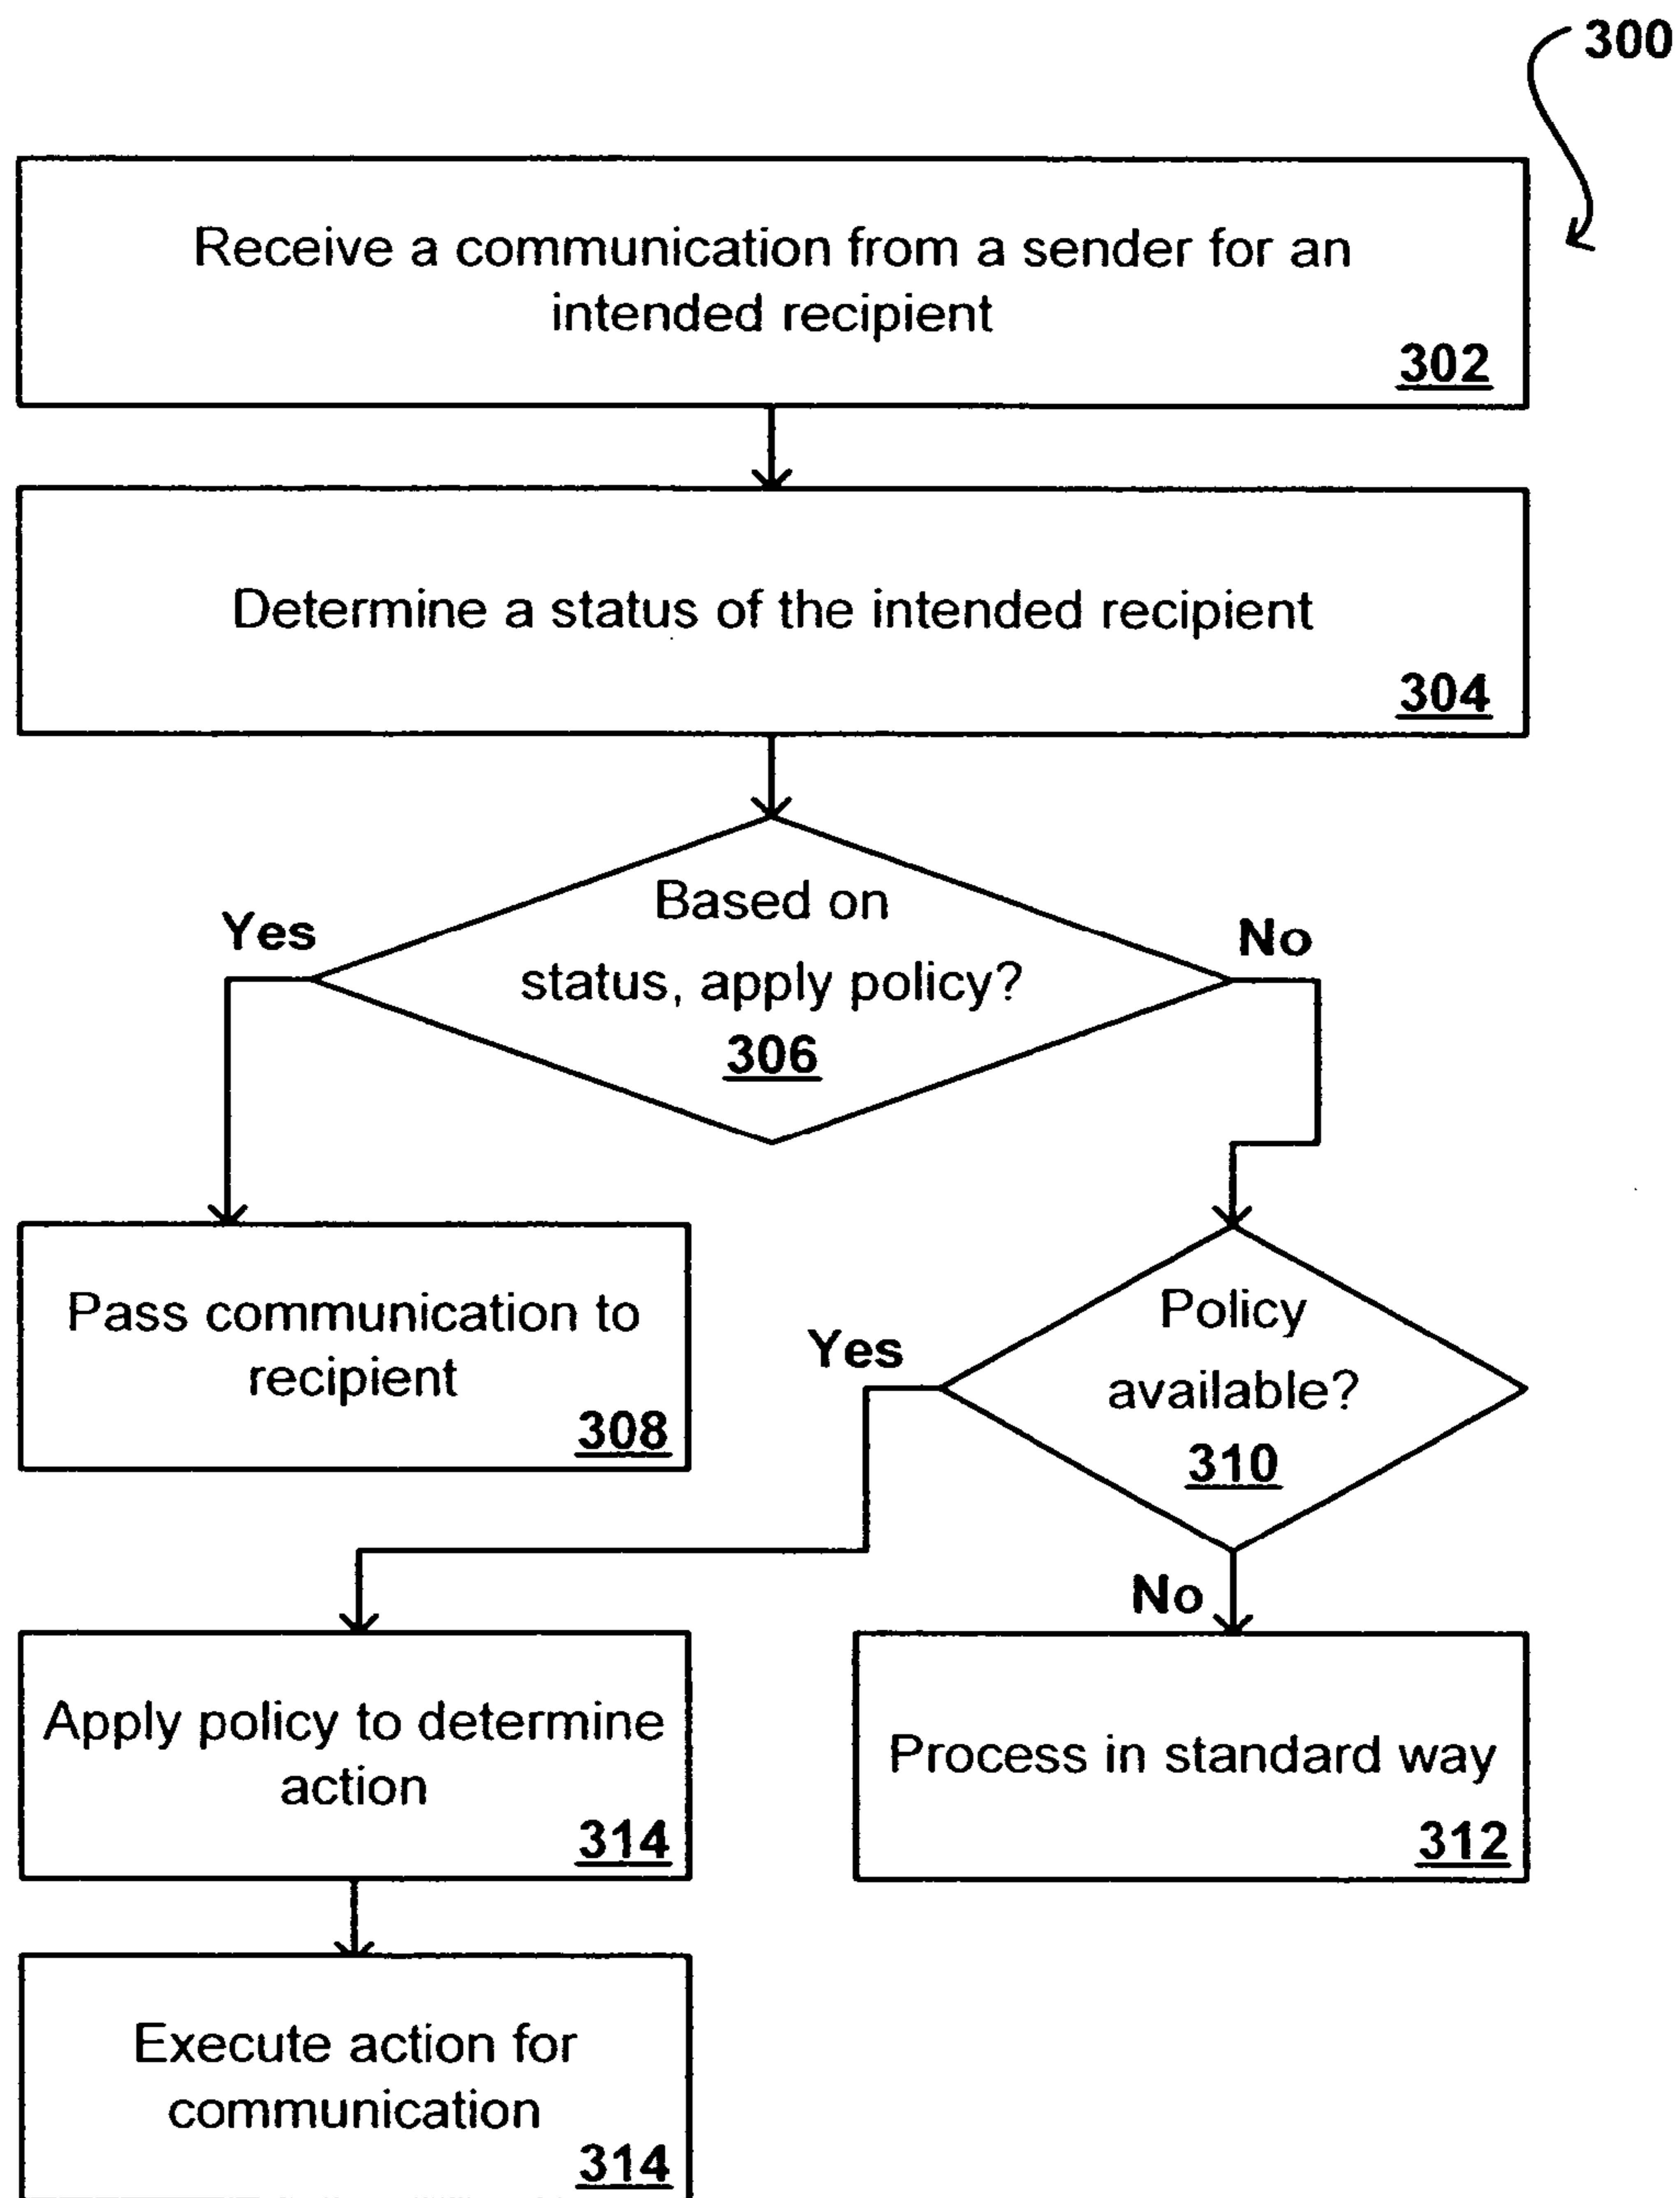 300
Receive a communication from a sender for an
intended recipient
302
Determine a status of the intended recipient
304
Based on
status, apply policy?
306
Yes
No
Pass communication to
recipient
308
Policy
available?
310
Yes
No
Apply policy to determine
action
314
Process in standard way
312
Execute action for
communication
314